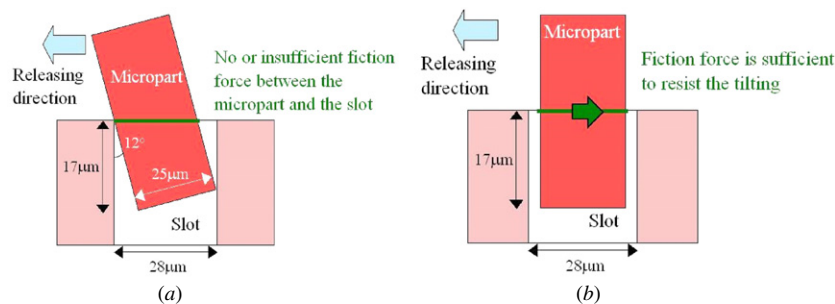 Releasing
direction
Micropart
No or insufficient fiction
force between the
micropart and the slot
12°
17μm
25μm
Slot
28μm
(a)
Releasing
direction
Micropart
Fiction force is sufficient
to resist the tilting
17μm
Slot
28μm
(b)